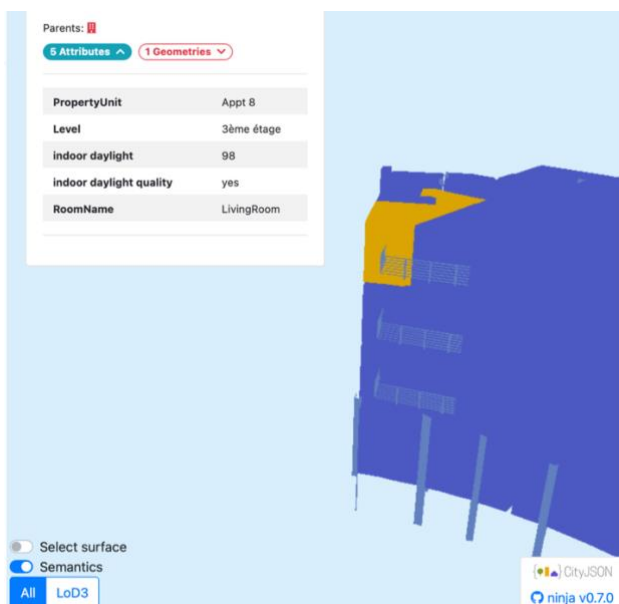 Parents:
5 Attributes 1 Geometries
PropertyUnit Appt 8
Level 3ème étage
indoor daylight 98
indoor daylight quality yes
RoomName LivingRoom
Select surface
Semantics
All LoD3
{}CityJSON
ninja v0.7.0